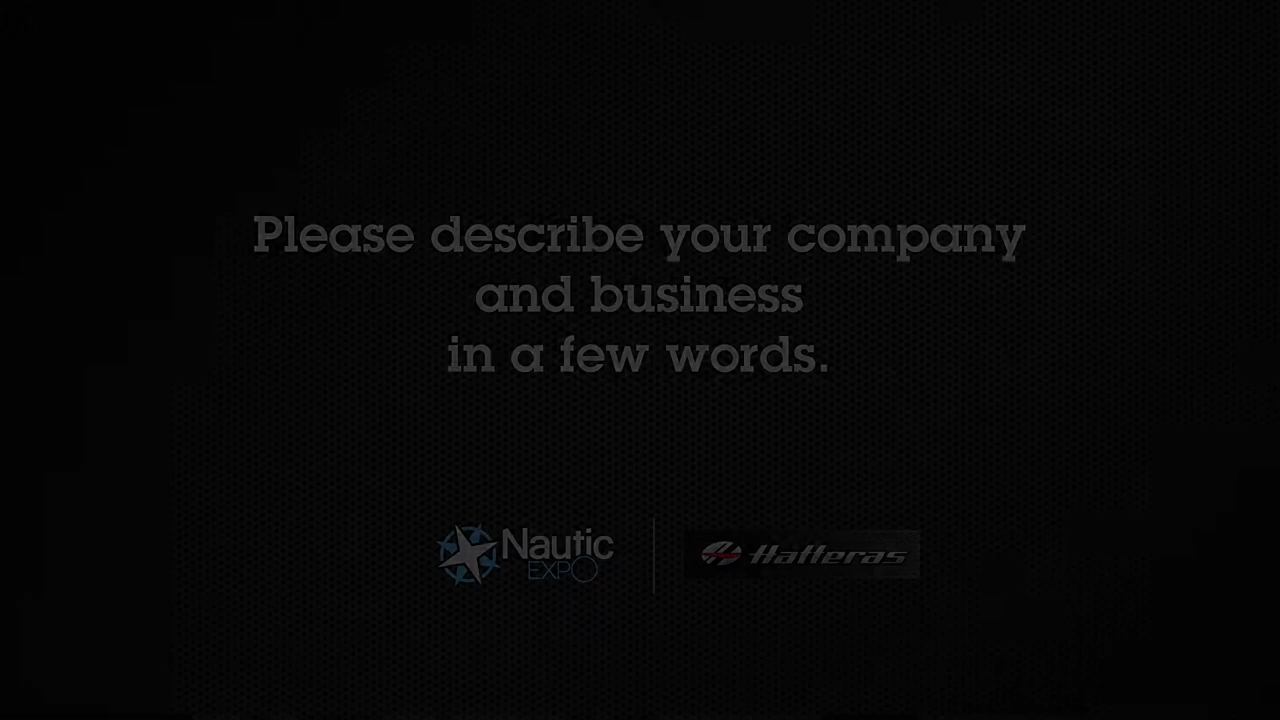 Please describe your company
and business
in a few words.
Nautic
EXPO
Hatteras